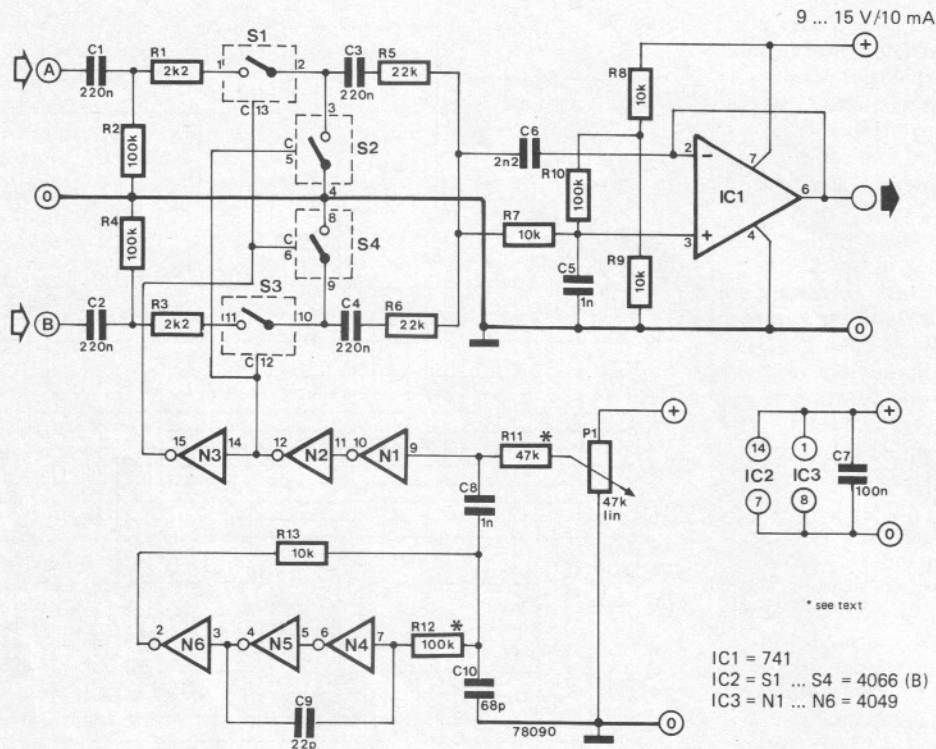 9 ... 15 V/10 mA
S1
C1
R1
C3
R5
A
2k2
1
2
22k
220n
220n
+
C
13
R8
10k
3
R2
100k
C
5
S2
C6
2n2
R10
100k
2
−
7
IC1
6
4
0
R7
10k
3
+
4
8
R4
100k
C
6
S4
C5
1n
R9
10k
9
S3
C2
R3
C4
R6
B
2k2
11
10
22k
0
220n
220n
C
12
+
15
N3
14
12
N2
11
10
N1
9
R11
*
47k
P1
47k
lin
C8
1n
14
IC2
7
1
IC3
8
C7
100n
+
0
R13
10k
* see text
2
N6
3
4
N5
5
6
N4
7
R12
*
100k
C10
68p
C9
22p
78090
0
IC1 = 741
IC2 = S1 ... S4 = 4066 (B)
IC3 = N1 ... N6 = 4049